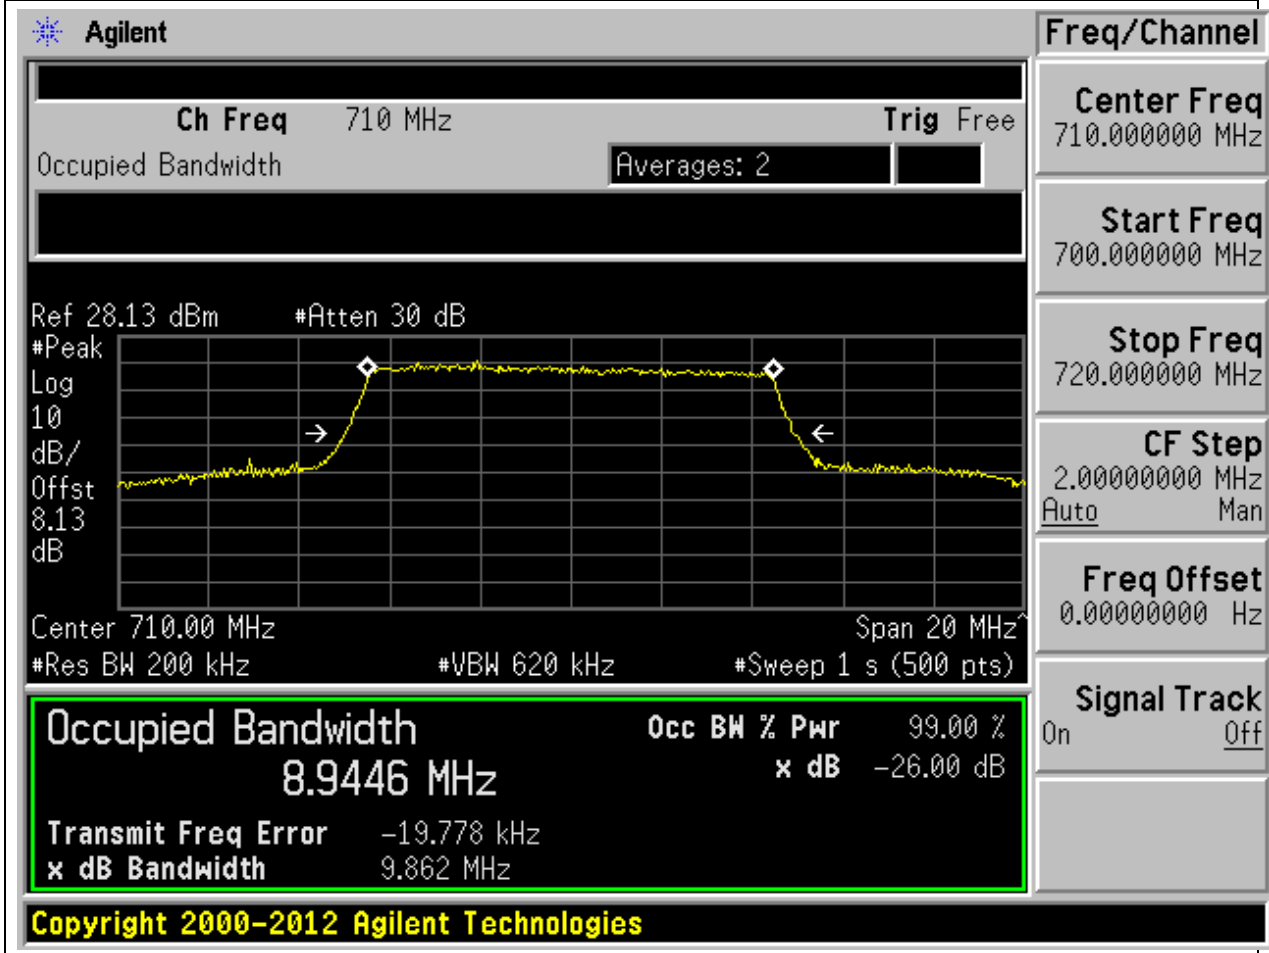 Agilent
Freq/Channel
Ch Freq 710 MHz Trig Free
Occupied Bandwidth Averages: 2
Center Freq
710.000000 MHz
Start Freq
700.000000 MHz
Stop Freq
720.000000 MHz
CF Step
2.00000000 MHz
Auto Man
Freq Offset
0.00000000 Hz
Signal Track
On Off
Ref 28.13 dBm #Atten 30 dB
#Peak
Log
10
dB/
Offst
8.13
dB
Center 710.00 MHz Span 20 MHz^
#Res BW 200 kHz #VBW 620 kHz #Sweep 1 s (500 pts)
Occupied Bandwidth Occ BW % Pwr 99.00 %
8.9446 MHz x dB -26.00 dB
Transmit Freq Error -19.778 kHz
x dB Bandwidth 9.862 MHz
Copyright 2000-2012 Agilent Technologies